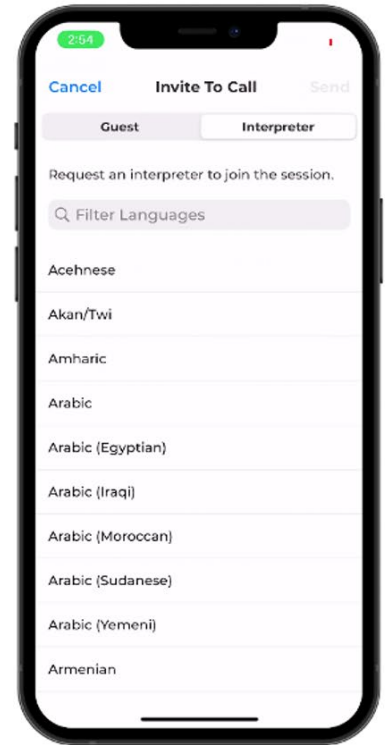 2:54
Cancel Invite To Call Send
Guest Interpreter
Request an interpreter to join the session.
Filter Languages
Acehnese
Akan/Twi
Amharic
Arabic
Arabic (Egyptian)
Arabic (Iraqi)
Arabic (Moroccan)
Arabic (Sudanese)
Arabic (Yemeni)
Armenian